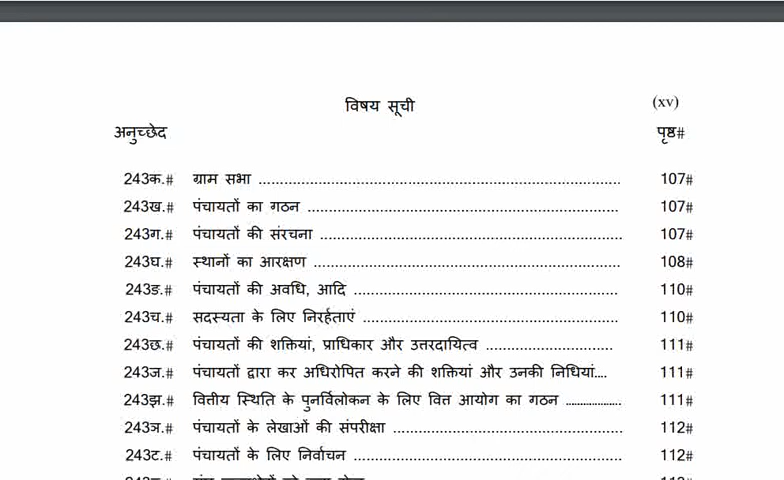 विषय सूची (xv)
अनुच्छेद पृष्ठ#
243क.# ग्राम सभा ........................................................................ 107#
243ख.# पंचायतों का गठन .............................................................. 107#
243ग.# पंचायतों की संरचना ............................................................ 107#
243घ.# स्थानों का आरक्षण ............................................................. 108#
243ङ.# पंचायतों की अवधि, आदि ..................................................... 110#
243च.# सदस्यता के लिए निरर्हताएं ................................................... 110#
243छ.# पंचायतों की शक्तियां, प्राधिकार और उत्तरदायित्व ......................... 111#
243ज.# पंचायतों द्वारा कर अधिरोपित करने की शक्तियां और उनकी निधियां.... 111#
243झ.# वित्तीय स्थिति के पुनर्विलोकन के लिए वित्त आयोग का गठन .................... 111#
243ञ.# पंचायतों के लेखाओं की संपरीक्षा .............................................. 112#
243ट.# पंचायतों के लिए निर्वाचन ..................................................... 112#